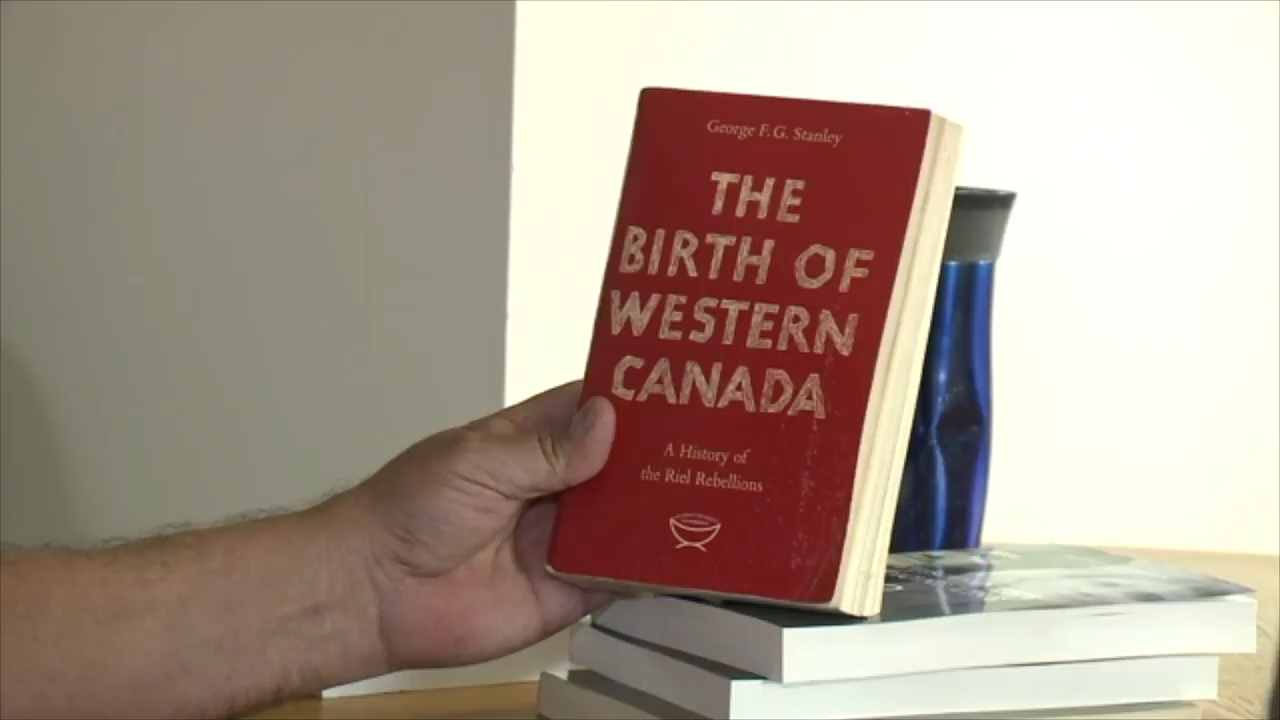 George F.G. Stanley
THE
BIRTH OF
WESTERN
CANADA
A History of
the Riel Rebellions